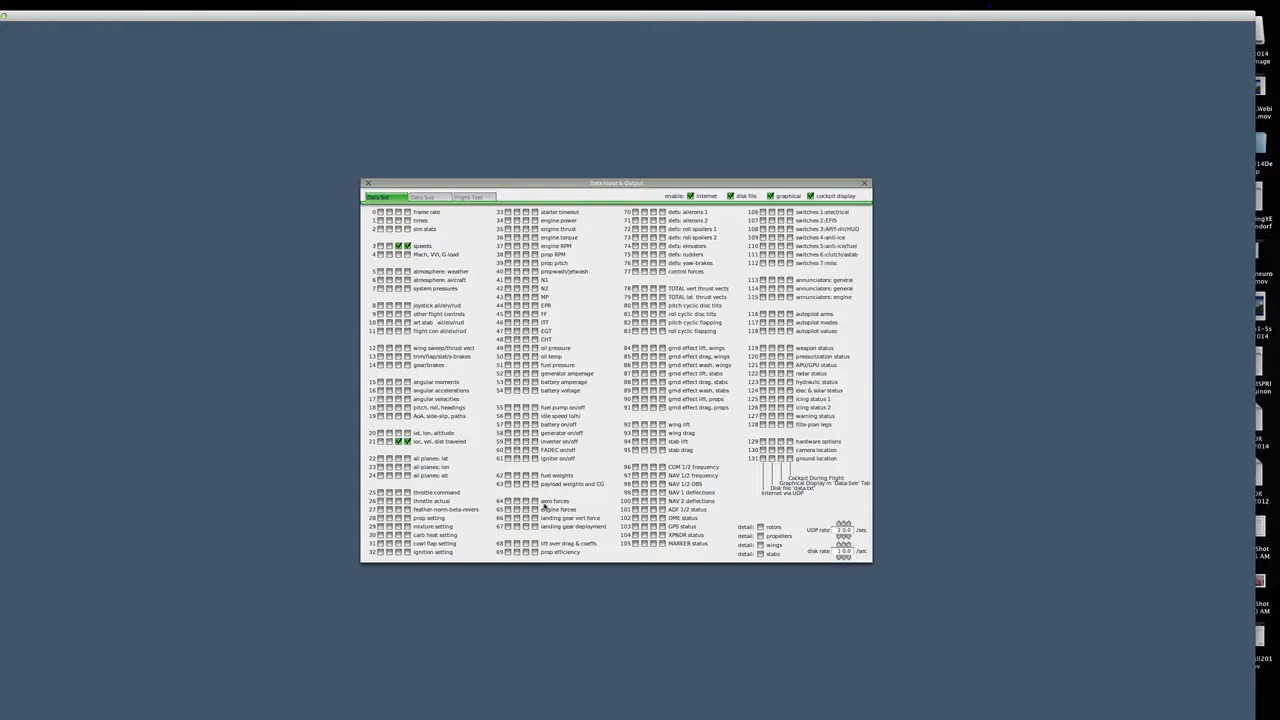 Data Input & Output
Data Set
Data See
Flight Test
enable:
internet
disk file
graphical
cockpit display
0 frame rate
1 times
2 sim stats
3 speeds
4 Mach, VVI, G-load
5 atmosphere: weather
6 atmosphere: aircraft
7 system pressures
8 joystick ail/elv/rud
9 other flight controls
10 art stab ail/elv/rud
11 flight con ail/elv/rud
12 wing sweep/thrust vect
13 trim/flap/slat/s-brakes
14 gear/brakes
15 angular moments
16 angular accelerations
17 angular velocities
18 pitch, roll, headings
19 AoA, side-slip, paths
20 lat, lon, altitude
21 loc, vel, dist traveled
22 all planes: lat
23 all planes: lon
24 all planes: alt
25 throttle command
26 throttle actual
27 feather-norm-beta-revers
28 prop setting
29 mixture setting
30 carb heat setting
31 cowl flap setting
32 ignition setting
33 starter timeout
34 engine power
35 engine thrust
36 engine torque
37 engine RPM
38 prop RPM
39 prop pitch
40 propwash/jetwash
41 N1
42 N2
43 MP
44 EPR
45 FF
46 ITT
47 EGT
48 CHT
49 oil pressure
50 oil temp
51 fuel pressure
52 generator amperage
53 battery amperage
54 battery voltage
55 fuel pump on/off
56 idle speed lo/hi
57 battery on/off
58 generator on/off
59 inverter on/off
60 FADEC on/off
61 igniter on/off
62 fuel weights
63 payload weights and CG
64 aero forces
65 engine forces
66 landing gear vert force
67 landing gear deployment
68 lift over drag & coeffs
69 prop efficiency
70 defs: ailerons 1
71 defs: ailerons 2
72 defs: roll spoilers 1
73 defs: roll spoilers 2
74 defs: elevators
75 defs: rudders
76 defs: yaw-brakes
77 control forces
78 TOTAL vert thrust vects
79 TOTAL lat thrust vects
80 pitch cyclic disc tilts
81 roll cyclic disc tilts
82 pitch cyclic flapping
83 roll cyclic flapping
84 grnd effect lift, wings
85 grnd effect drag, wings
86 grnd effect wash, wings
87 grnd effect lift, stabs
88 grnd effect drag, stabs
89 grnd effect wash, stabs
90 grnd effect lift, props
91 grnd effect drag, props
92 wing lift
93 wing drag
94 stab lift
95 stab drag
96 COM 1/2 frequency
97 NAV 1/2 frequency
98 NAV 1/2 OBS
99 NAV 1 deflections
100 NAV 2 deflections
101 ADF 1/2 status
102 DME status
103 GPS status
104 XPNDR status
105 MARKER status
106 switches 1:electrical
107 switches 2:EFIS
108 switches 3:AP/f-dir/HUD
109 switches 4:anti-ice
110 switches 5:anti-ice/fuel
111 switches 6:clutch/astab
112 switches 7:misc
113 annunciators: general
114 annunciators: general
115 annunciators: engine
116 autopilot arms
117 autopilot modes
118 autopilot values
119 weapon status
120 pressurization status
121 APU/GPU status
122 radar status
123 hydraulic status
124 elec & solar status
125 icing status 1
126 icing status 2
127 warning status
128 flite-plan legs
129 hardware options
130 camera location
131 ground location
Cockpit During Flight
Graphical Display in 'Data-See' Tab
Disk file 'data.txt'
Internet via UDP
detail: rotors
detail: propellers
detail: wings
detail: stabs
UDP rate 2 0.0 /sec
disk rate 1 0.0 /sec